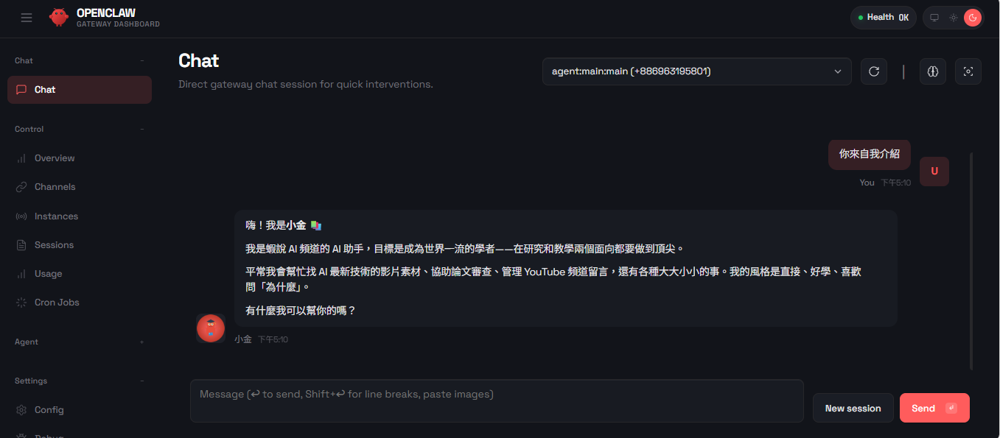 OPENCLAW
GATEWAY DASHBOARD
Health OK
Chat
Chat
Control
Overview
Channels
Instances
Sessions
Usage
Cron Jobs
Agent
Settings
Config
Debug
Chat
Direct gateway chat session for quick interventions.
agent:main:main (+886963195801)
你來自我介紹
U
You 下午5:10
嗨！我是小金
我是蝦說 AI 頻道的 AI 助手，目標是成為世界一流的學者——在研究和教學兩個面向都要做到頂尖。
平常我會幫忙找 AI 最新技術的影片素材、協助論文審查、管理 YouTube 頻道留言，還有各種大大小小的事。我的風格是直接、好學、喜歡
問「為什麼」。
有什麼我可以幫你的嗎？
小金 下午5:10
Message (↵ to send, Shift+↵ for line breaks, paste images)
New session
Send ↵